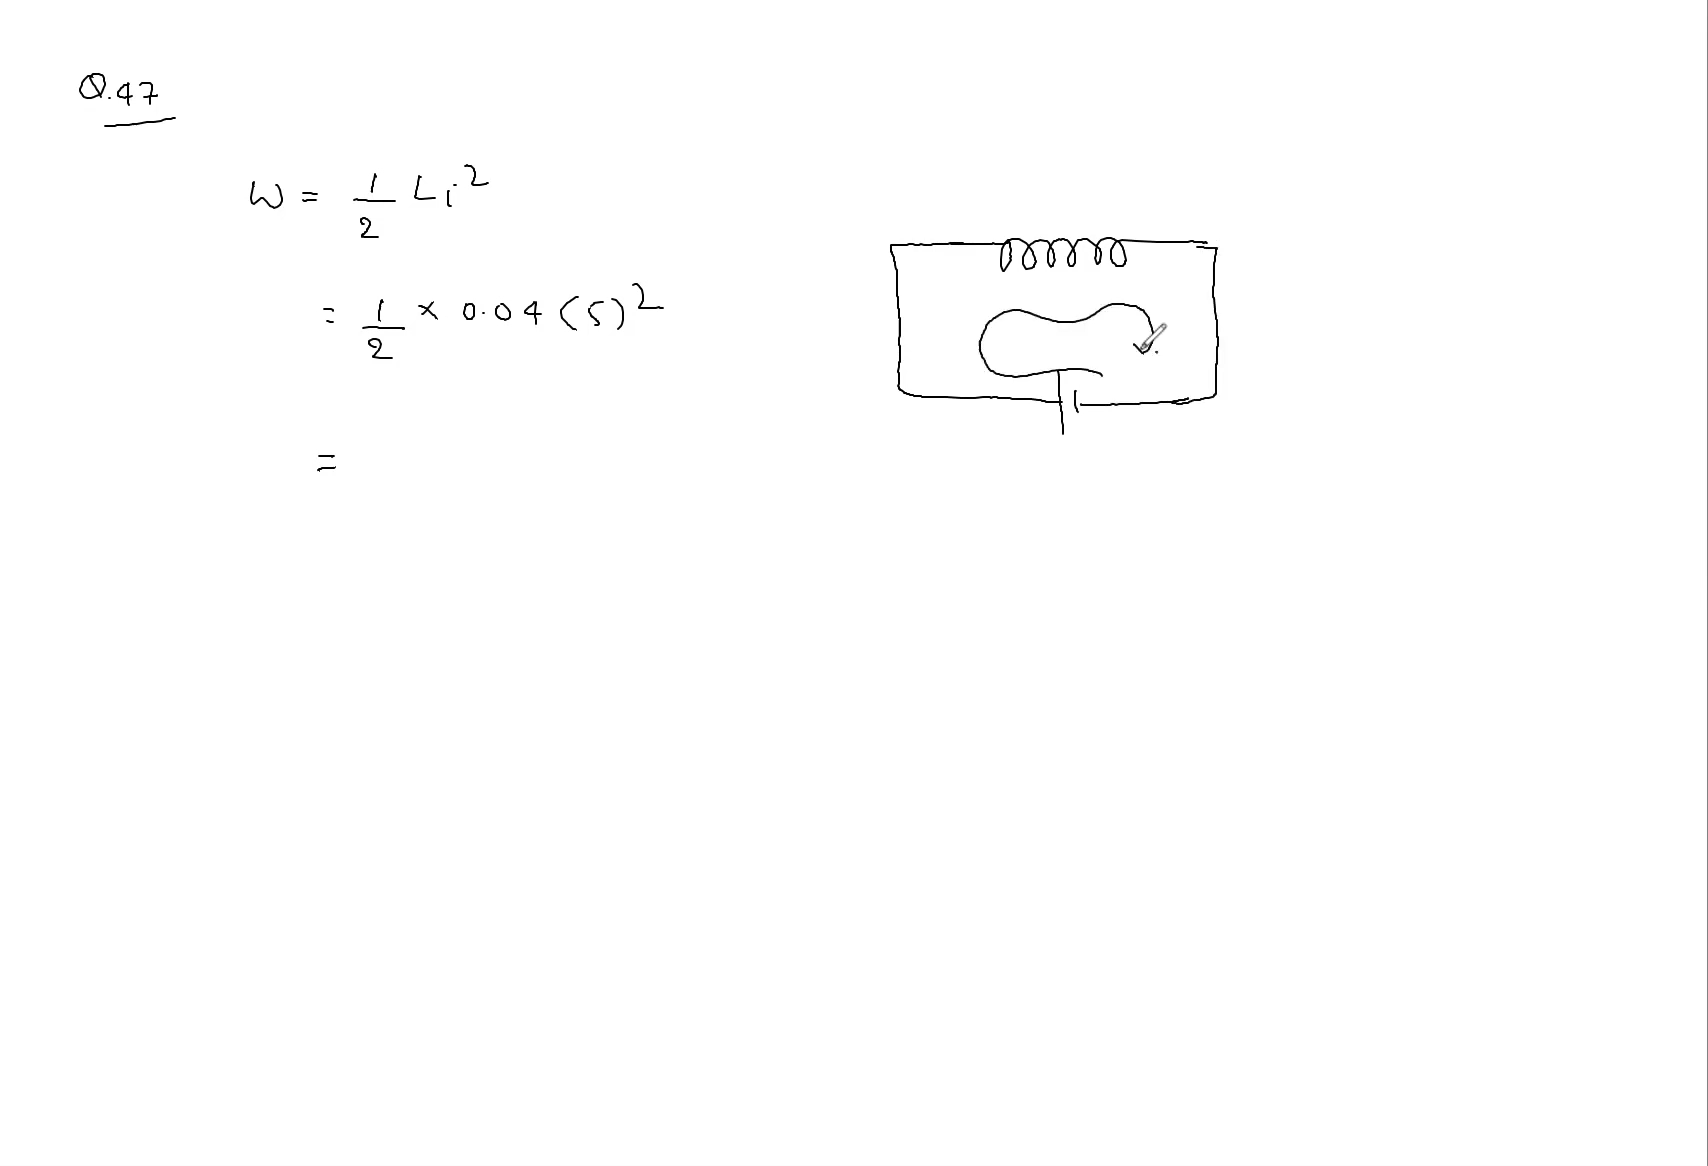 Q.47
W = 1/2 Li²
= 1/2 × 0.04 (5)²
=